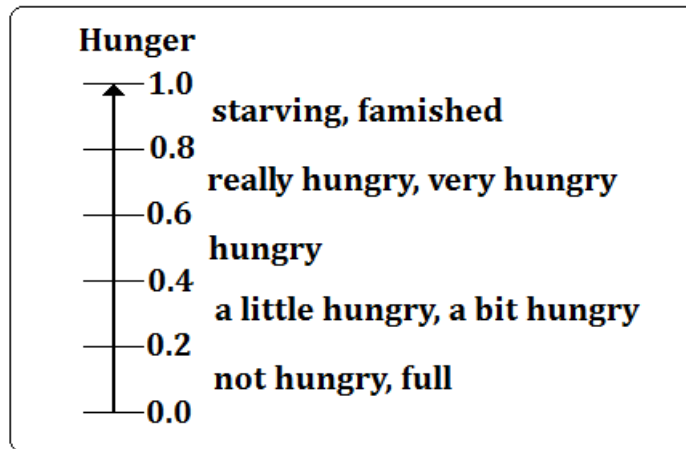 Hunger
1.0
starving, famished
0.8
really hungry, very hungry
0.6
hungry
0.4
a little hungry, a bit hungry
0.2
not hungry, full
0.0